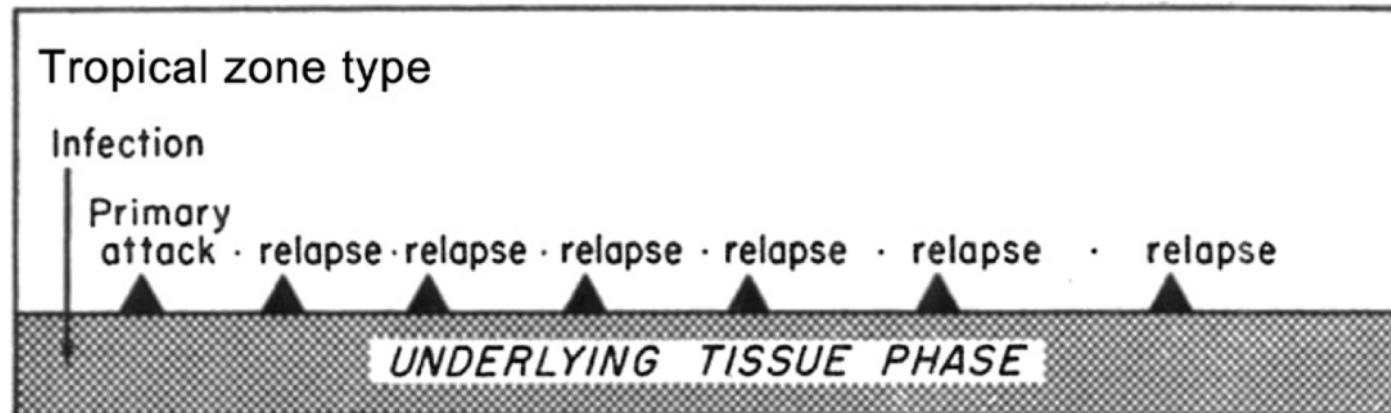 Tropical zone type
Infection
Primary
attack · relapse · relapse · relapse · relapse · relapse · relapse
UNDERLYING TISSUE PHASE